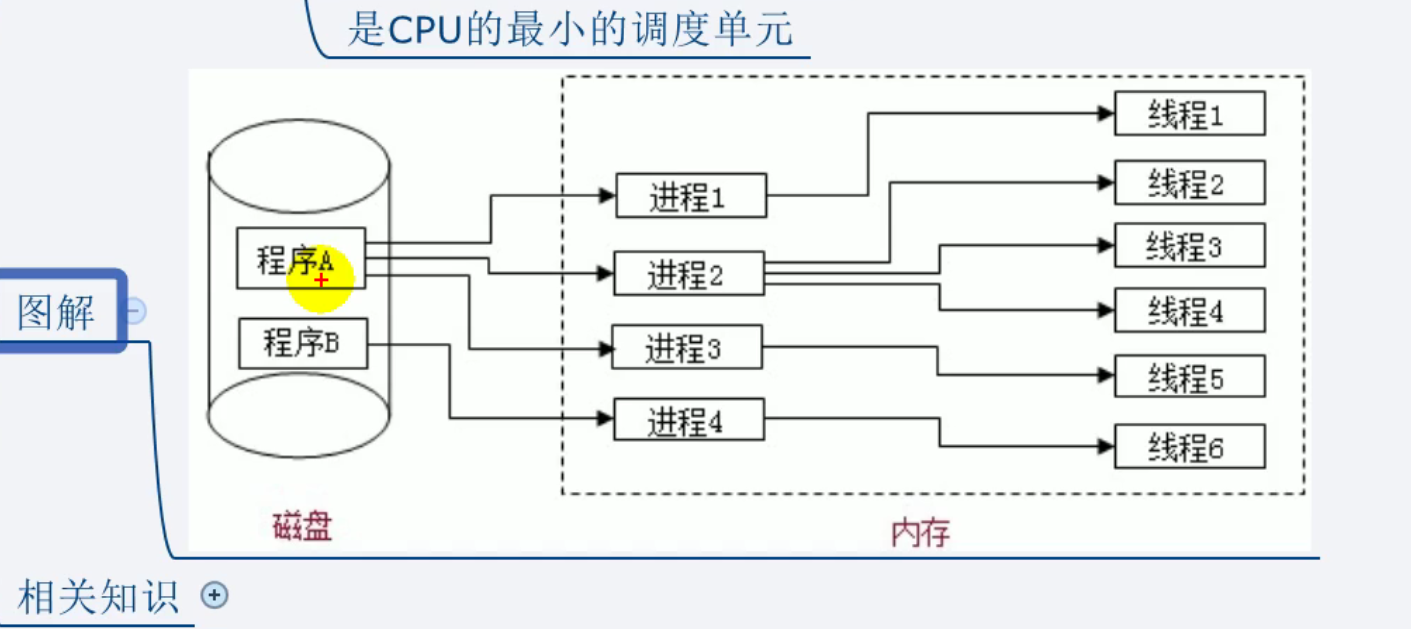 是CPU的最小的调度单元
线程1
进程1
线程2
程序A
进程2
线程3
图解
线程4
程序B
进程3
线程5
进程4
线程6
磁盘
内存
相关知识